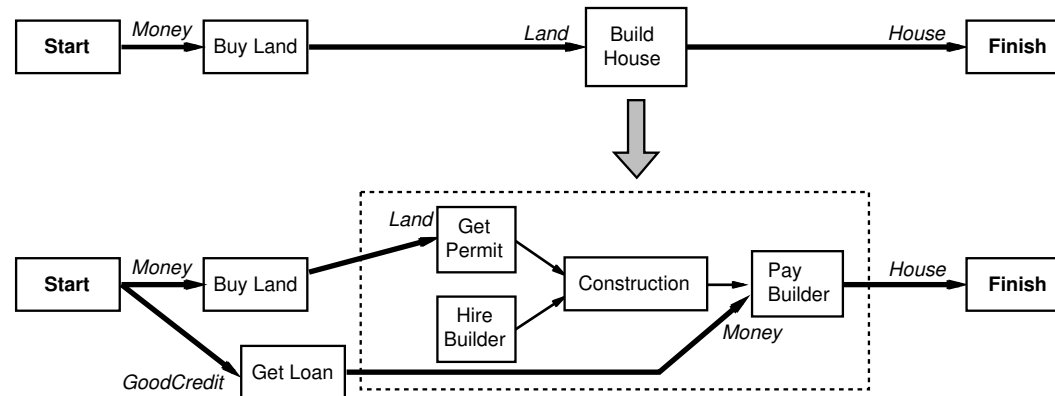 Start
Money
Buy Land
Land
Build
House
House
Finish
Land
Get
Permit
Start
Money
Buy Land
Construction
Pay
Builder
House
Finish
Hire
Builder
Money
GoodCredit
Get Loan